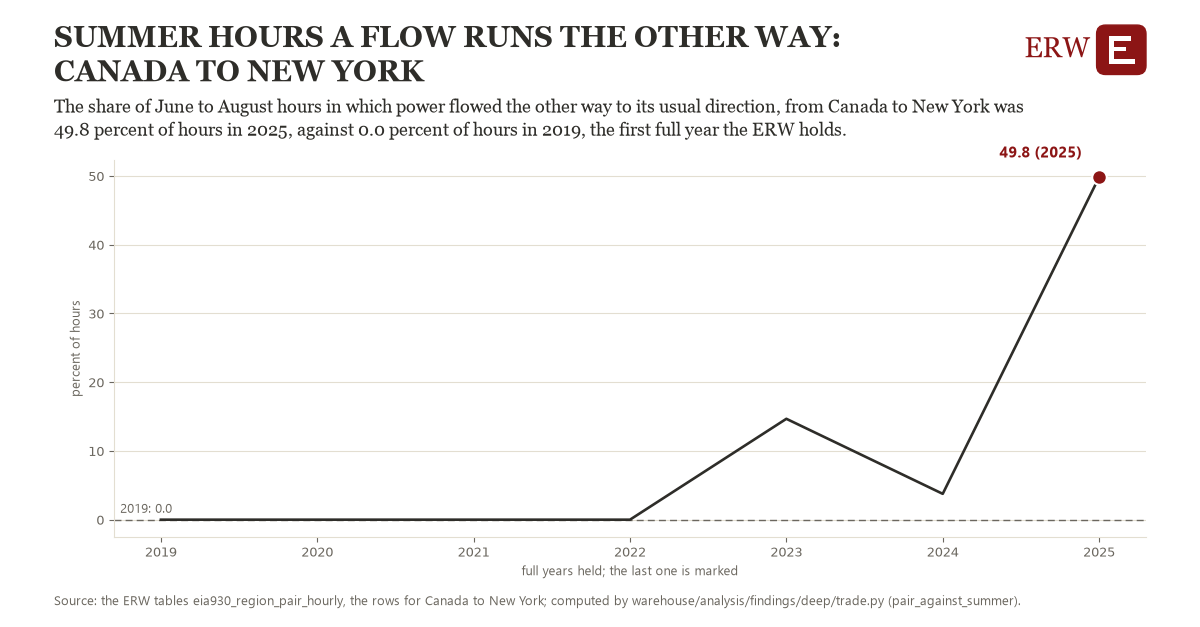 SUMMER HOURS A FLOW RUNS THE OTHER WAY:
CANADA TO NEW YORK
ERW E
The share of June to August hours in which power flowed the other way to its usual direction, from Canada to New York was
49.8 percent of hours in 2025, against 0.0 percent of hours in 2019, the first full year the ERW holds.
49.8 (2025)
50
40
30
20
10
0
percent of hours
2019: 0.0
2019 2020 2021 2022 2023 2024 2025
full years held; the last one is marked
Source: the ERW tables eia930_region_pair_hourly, the rows for Canada to New York; computed by warehouse/analysis/findings/deep/trade.py (pair_against_summer).